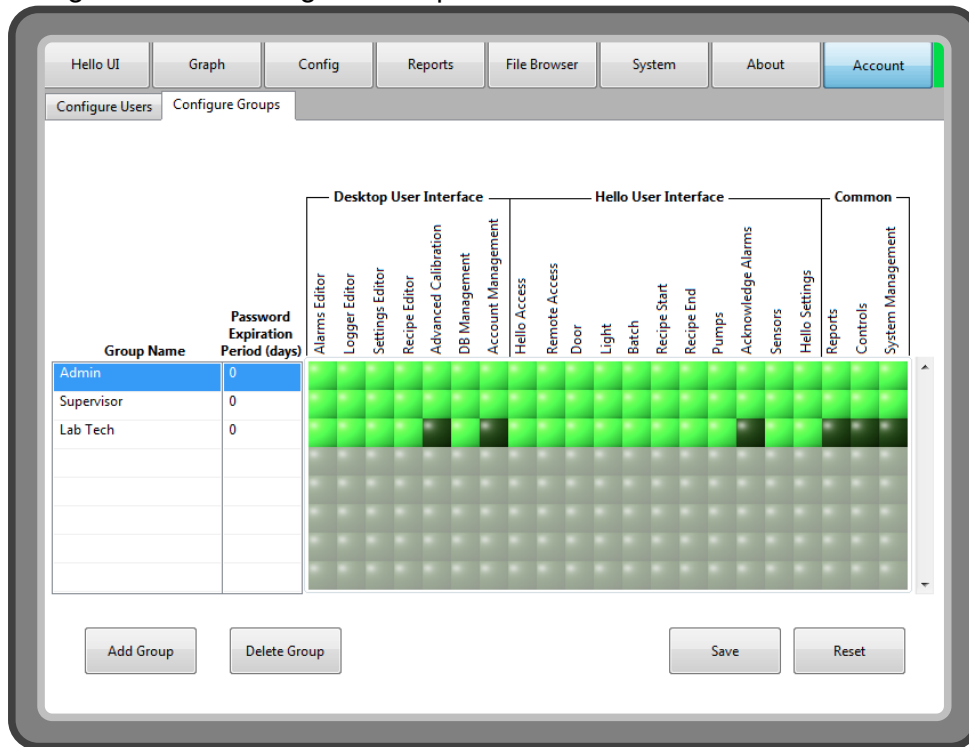 Hello UI Graph Config Reports File Browser System About Account
Configure Users Configure Groups
Desktop User Interface Hello User Interface Common
Alarms Editor
Logger Editor
Settings Editor
Recipe Editor
Advanced Calibration
DB Management
Account Management
Hello Access
Remote Access
Door
Light
Batch
Recipe Start
Recipe End
Pumps
Acknowledge Alarms
Sensors
Hello Settings
Reports
Controls
System Management
Group Name
Password
Expiration
Period (days)
Admin 0
Supervisor 0
Lab Tech 0
Add Group Delete Group Save Reset